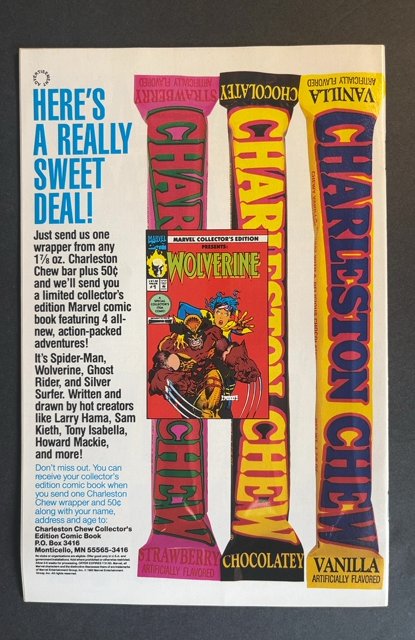 ADVERTISEMENT
HERE'S
A REALLY
SWEET
DEAL!
Just send us one
wrapper from any
1⅞ oz. Charleston
Chew bar plus 50¢
and we'll send you
a limited collector's
edition Marvel comic
book featuring 4 all-
new, action-packed
adventures!
It's Spider-Man,
Wolverine, Ghost
Rider, and Silver
Surfer. Written and
drawn by hot creators
like Larry Hama, Sam
Kieth, Tony Isabella,
Howard Mackie,
and more!
Don't miss out. You can
receive your collector's
edition comic book when
you send one Charleston
Chew wrapper and 50¢
along with your name,
address and age to:
Charleston Chew Collector's
Edition Comic Book
P.O. Box 3416
Monticello, MN 55565-3416
STRAWBERRY
ARTIFICIALLY FLAVORED
CHARLESTON CHEW
STRAWBERRY
ARTIFICIALLY FLAVORED
CHOCOLATEY
CHARLESTON CHEW
CHOCOLATEY
VANILLA
ARTIFICIALLY FLAVORED
CHARLESTON CHEW
VANILLA
ARTIFICIALLY FLAVORED
MARVEL COLLECTOR'S EDITION
PRESENTS:
WOLVERINE
#1